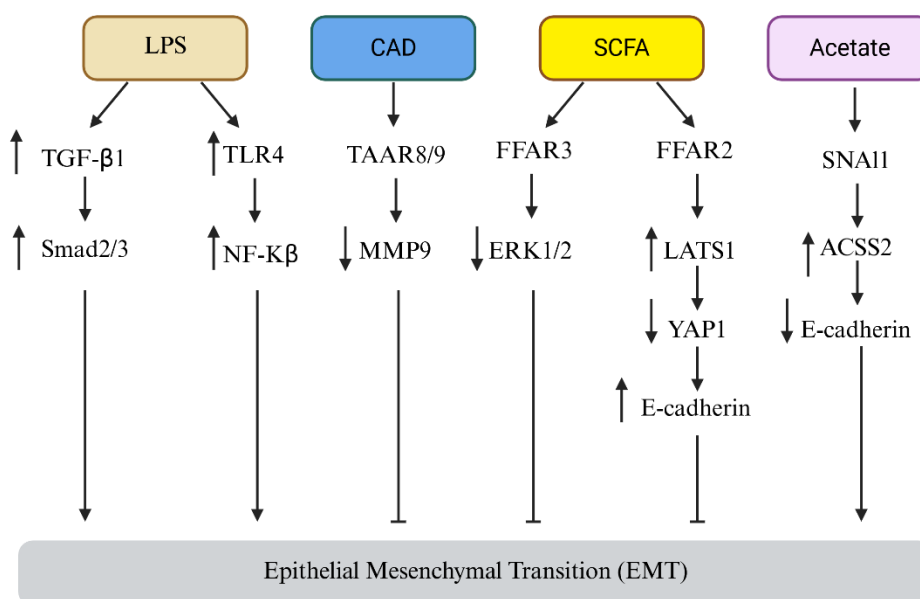 LPS
CAD
SCFA
Acetate
TGF-β1
TLR4
TAAR8/9
FFAR3
FFAR2
SNAl1
Smad2/3
NF-Kβ
MMP9
ERK1/2
LATS1
ACSS2
YAP1
E-cadherin
E-cadherin
Epithelial Mesenchymal Transition (EMT)